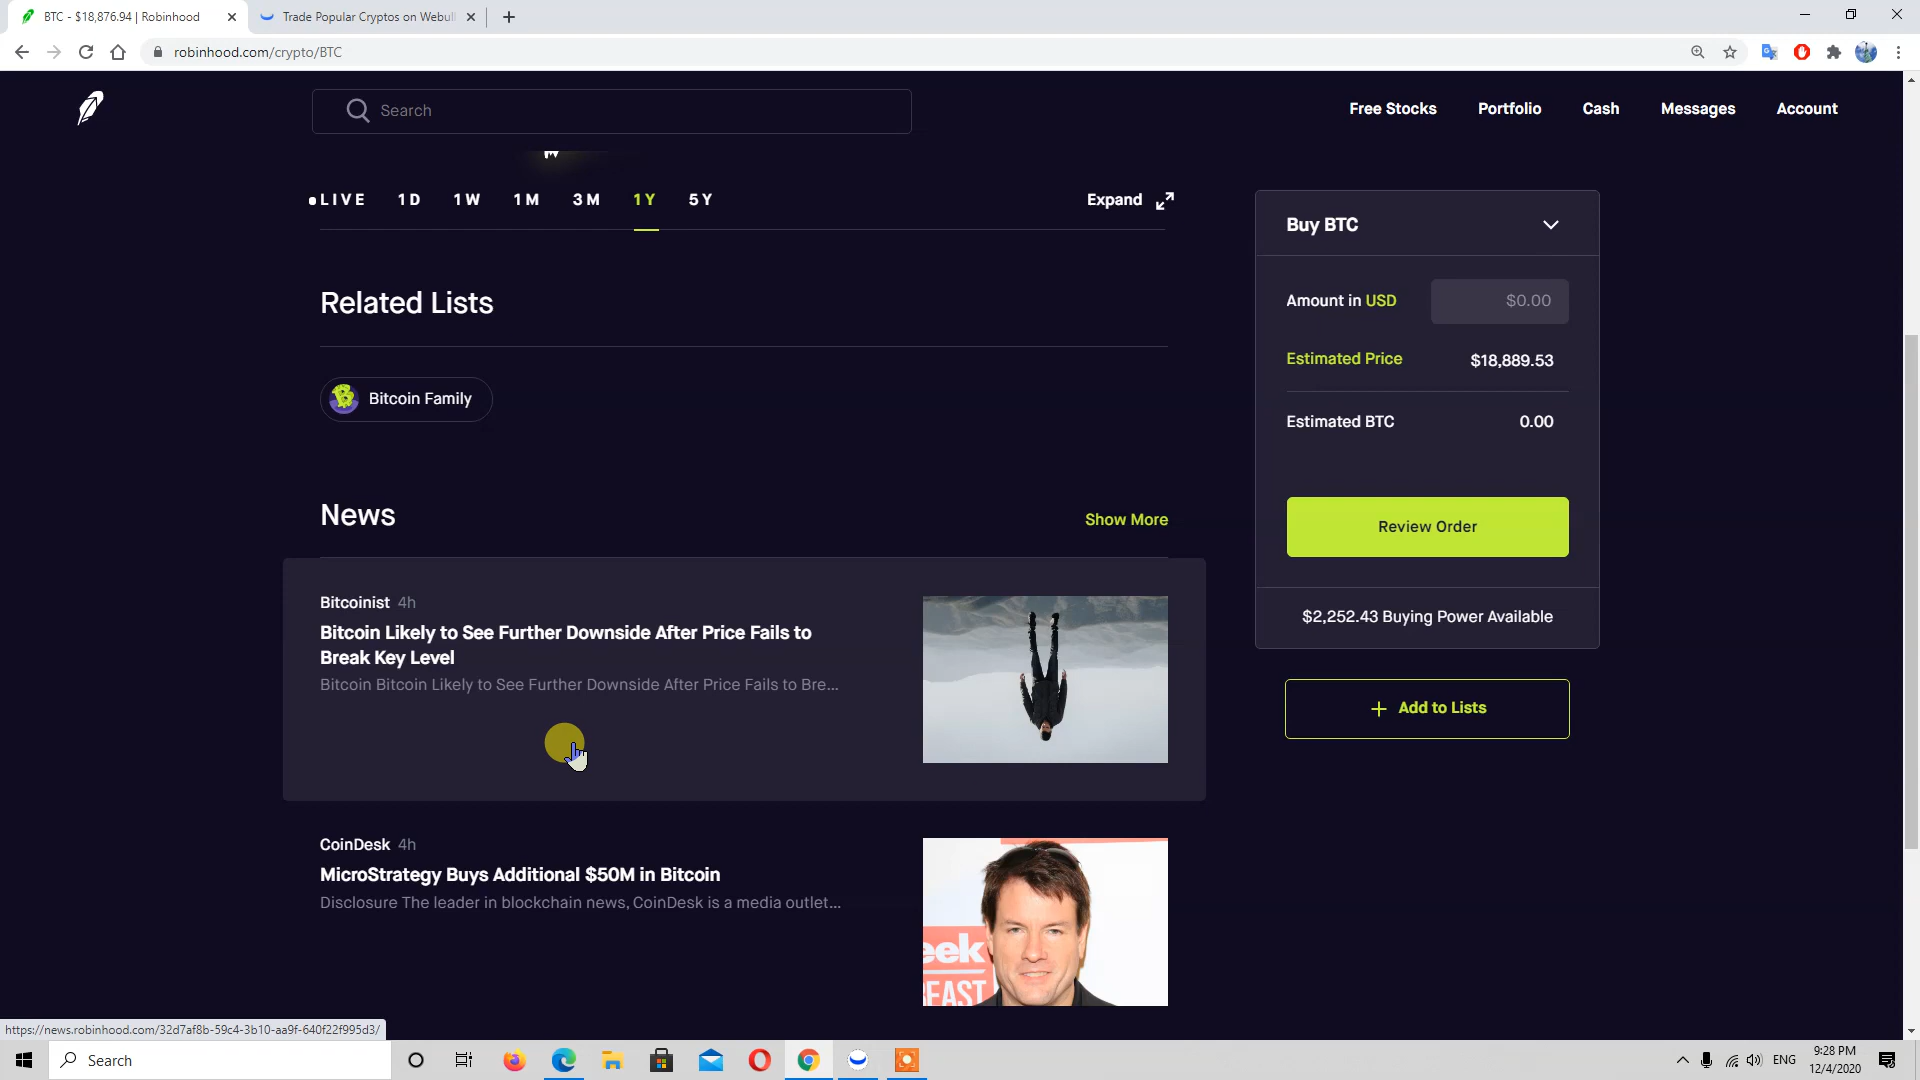 BTC - $18,876.94 | Robinhood
Trade Popular Cryptos on Webull
robinhood.com/crypto/BTC
Search
Free Stocks
Portfolio
Cash
Messages
Account
LIVE 1D 1W 1M 3M 1Y 5Y
Expand
Related Lists
Bitcoin Family
News
Show More
Bitcoinist 4h
Bitcoin Likely to See Further Downside After Price Fails to
Break Key Level
Bitcoin Bitcoin Likely to See Further Downside After Price Fails to Bre...
CoinDesk 4h
MicroStrategy Buys Additional $50M in Bitcoin
Disclosure The leader in blockchain news, CoinDesk is a media outlet...
eek
EAST
Buy BTC
Amount in USD
$0.00
Estimated Price
$18,889.53
Estimated BTC
0.00
Review Order
$2,252.43 Buying Power Available
Add to Lists
https://news.robinhood.com/32d7af8b-59c4-3b10-aa9f-640f22f995d3/
Search
ENG
9:28 PM
12/4/2020